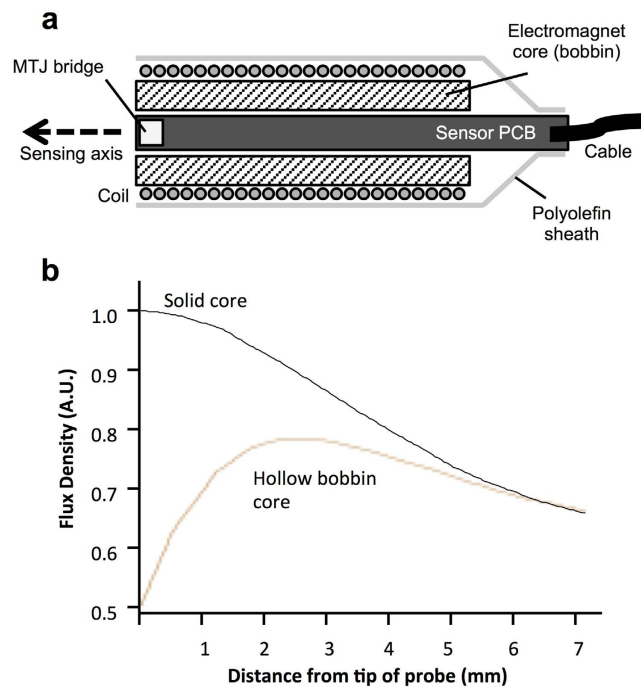 a
Electromagnet
core (bobbin)
MTJ bridge
Sensor PCB
Sensing axis
Cable
Coil
Polyolefin
sheath
b
Solid core
1.0
0.9
0.8
0.7
0.6
0.5
Flux Density (A.U.)
Hollow bobbin
core
1 2 3 4 5 6 7
Distance from tip of probe (mm)